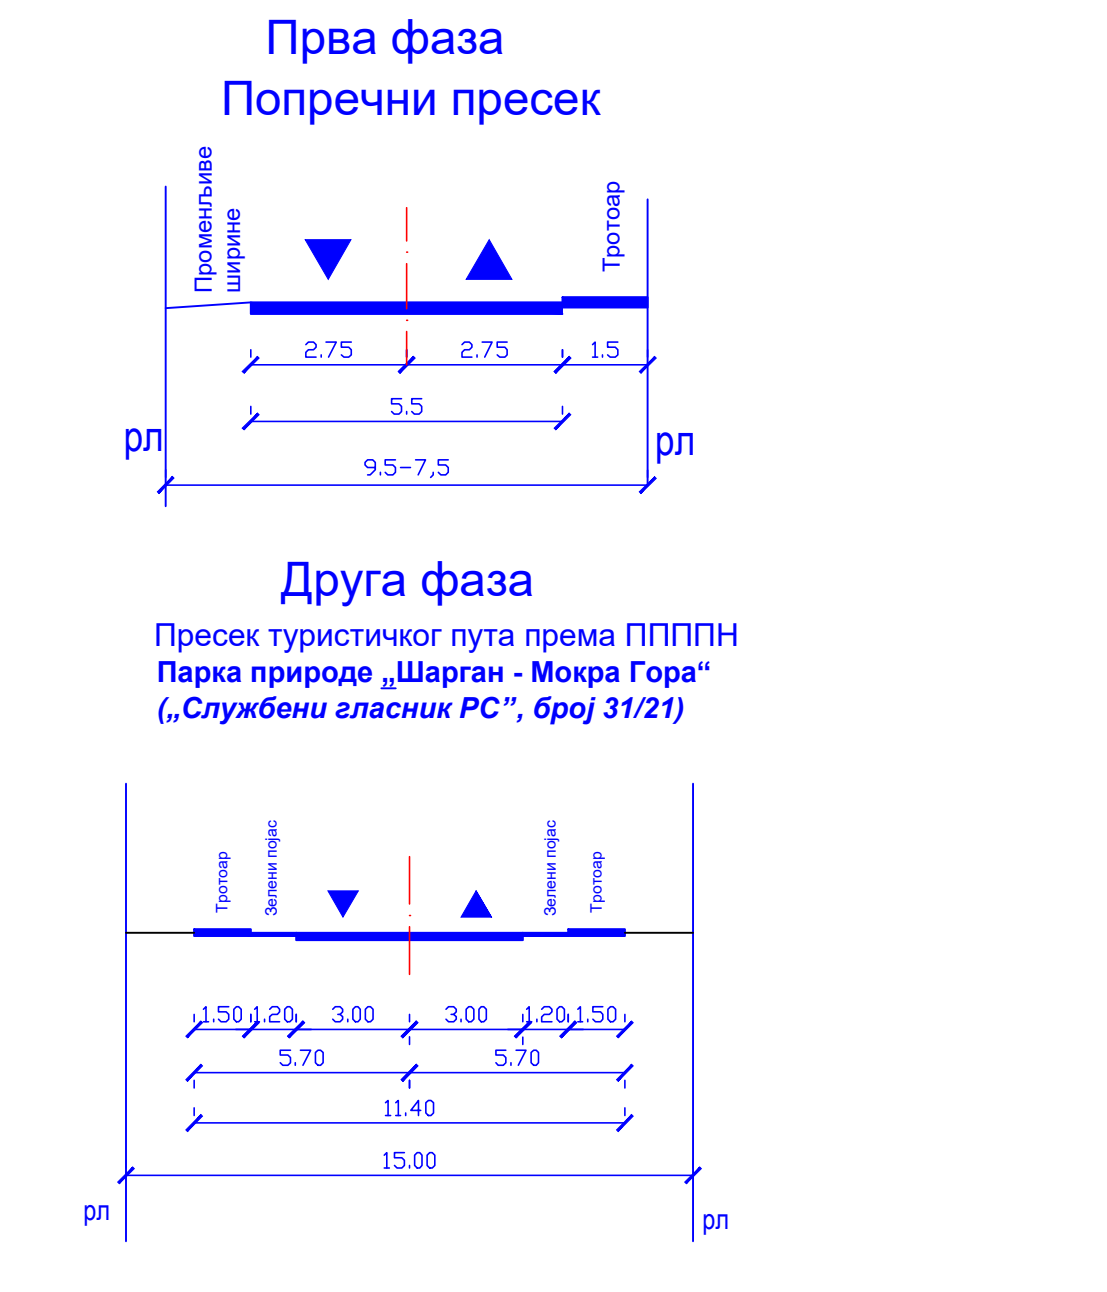 Прва фаза
Попречни пресек
Променљиве
ширине
Тротоар
2.75 2.75 1.5
5.5
рл рл
9.5-7,5
Друга фаза
Пресек туристичког пута према ППППН
Парка природе „Шарган - Мокра Гора“
(„Службени гласник РС”, број 31/21)
Тротоар Зелени појас Зелени појас Тротоар
1.50 1.20 3.00 3.00 1.20 1.50
5.70 5.70
11.40
15.00
рл рл